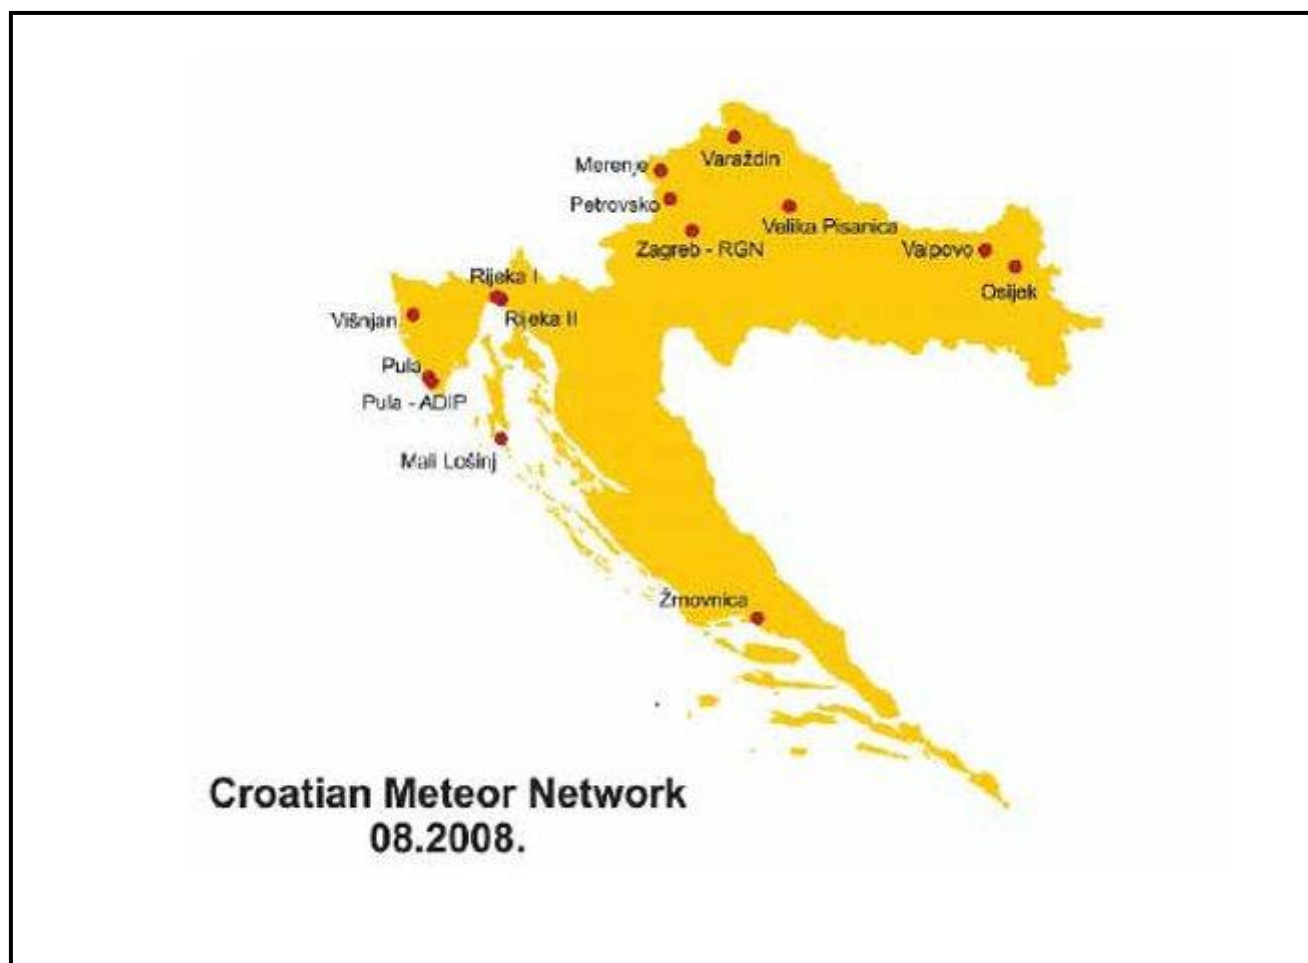 Varaždin
Merenje
Petrovsko
Velika Pisanica
Zagreb - RGN
Valpovo
Osijek
Rijeka I
Rijeka II
Višnjan
Pula
Pula - ADIP
Mali Lošinj
Žrnovnica
Croatian Meteor Network
08.2008.